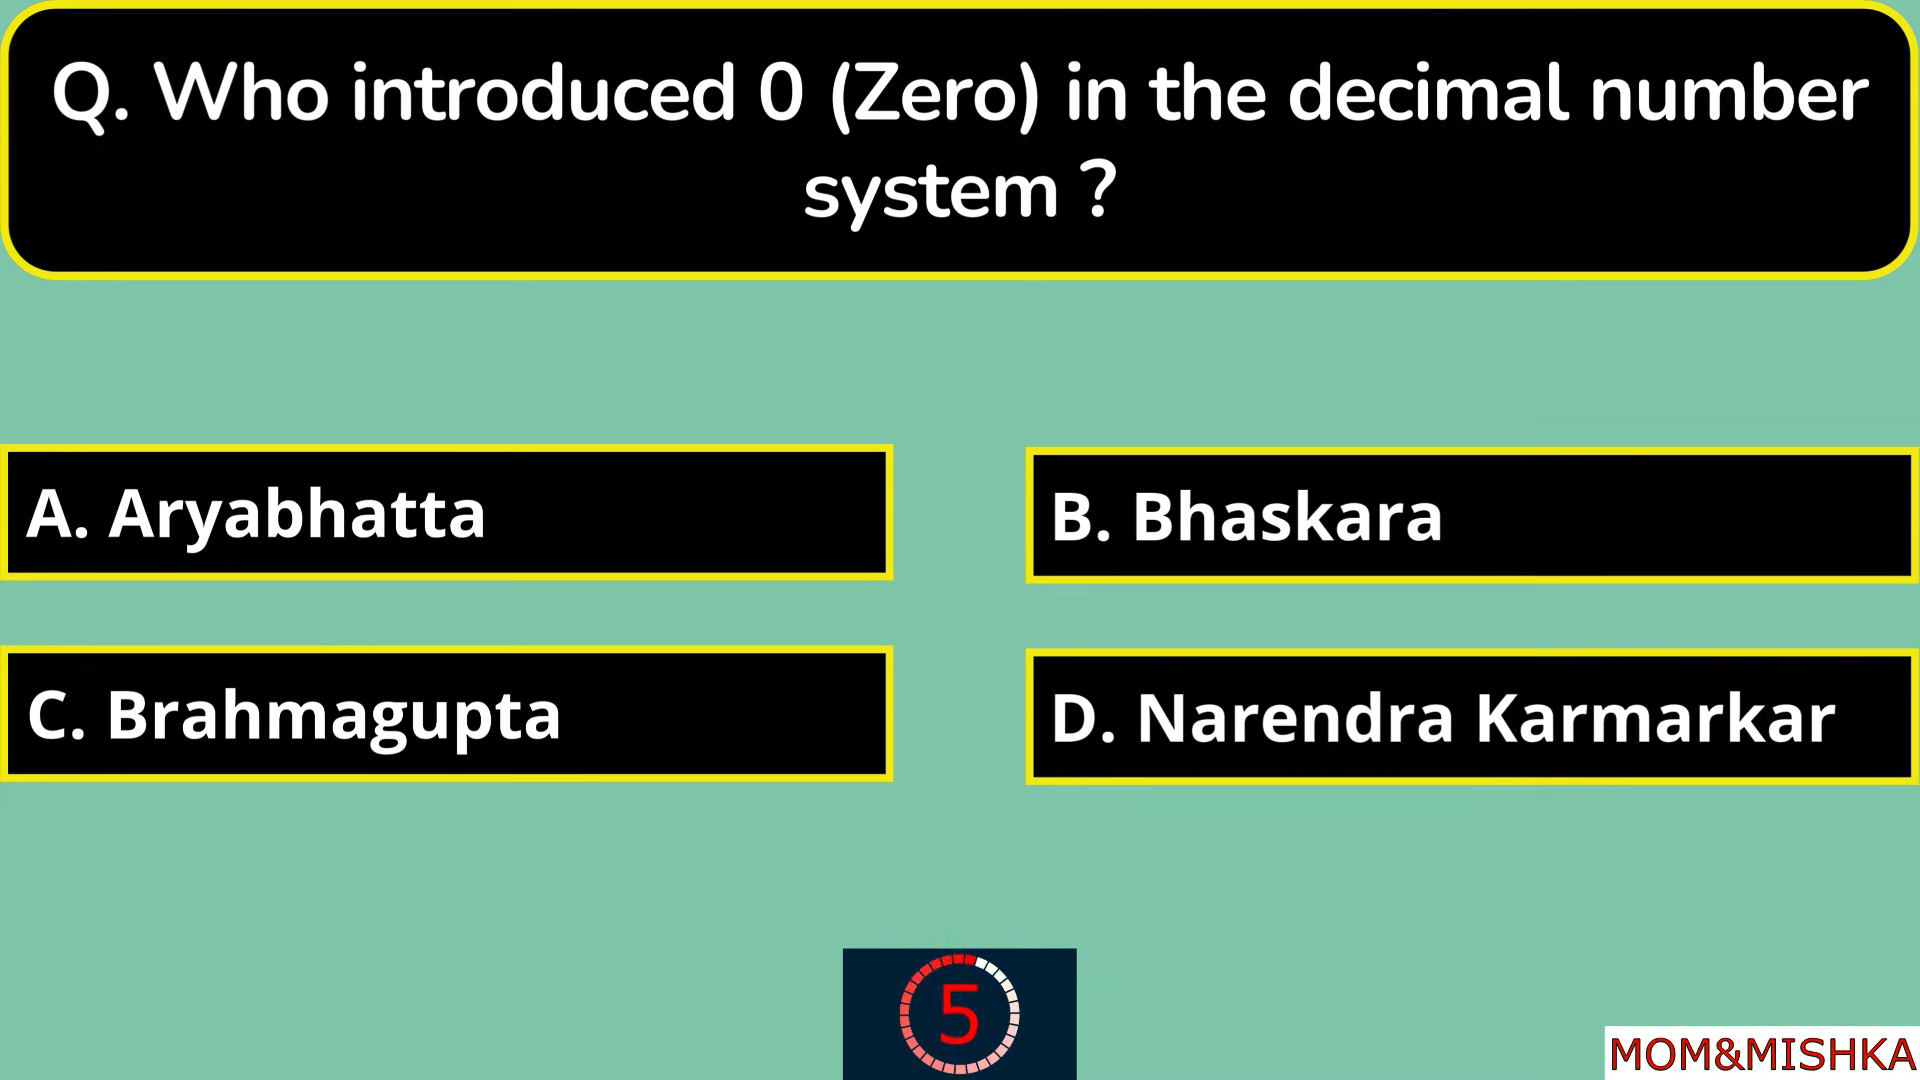 Q. Who introduced 0 (Zero) in the decimal number
system ?
A. Aryabhatta
B. Bhaskara
C. Brahmagupta
D. Narendra Karmarkar
5
MOM&MISHKA